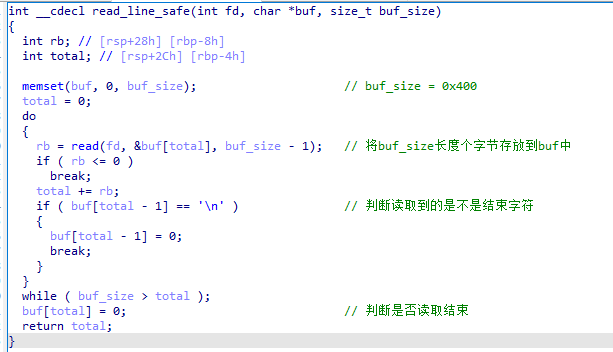 int __cdecl read_line_safe(int fd, char *buf, size_t buf_size)
{
  int rb; // [rsp+28h] [rbp-8h]
  int total; // [rsp+2Ch] [rbp-4h]

  memset(buf, 0, buf_size);                     // buf_size = 0x400
  total = 0;
  do
  {
    rb = read(fd, &buf[total], buf_size - 1);   // 将buf_size长度个字节存放到buf中
    if ( rb <= 0 )
      break;
    total += rb;
    if ( buf[total - 1] == '\n' )               // 判断读取到的是不是结束字符
    {
      buf[total - 1] = 0;
      break;
    }
  }
  while ( buf_size > total );
  buf[total] = 0;                               // 判断是否读取结束
  return total;
}